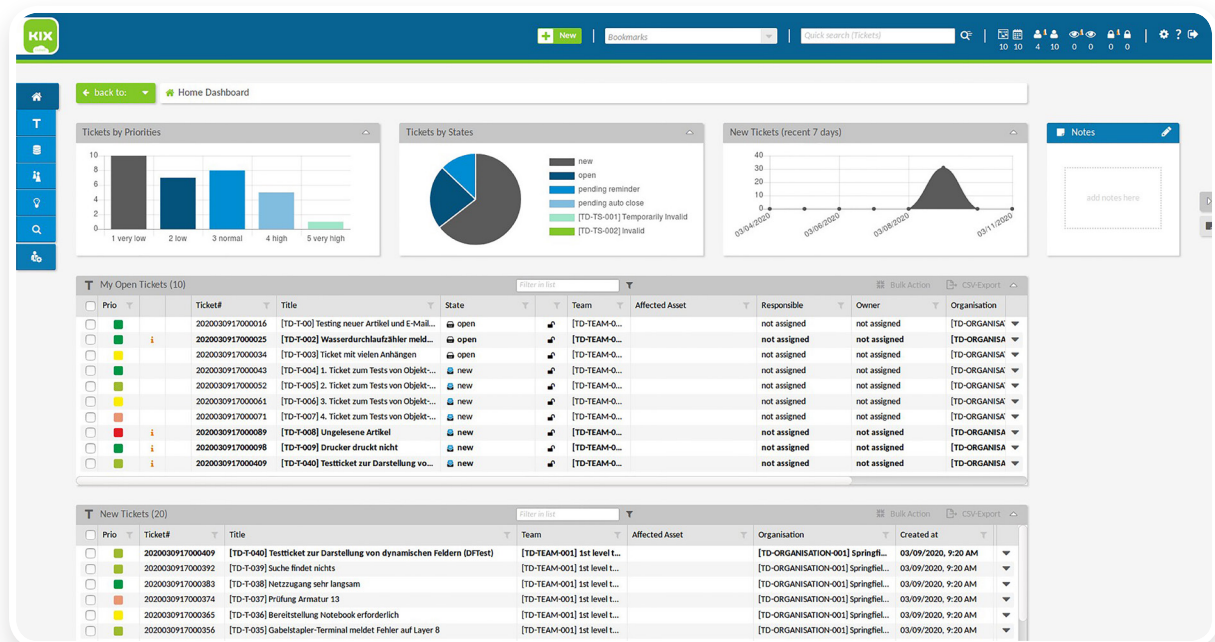 KIX
New
Bookmarks
Quick search (Tickets)
1 1 1
10 10 4 10 0 0 0 0
back to:
Home Dashboard
Tickets by Priorities
10
8
6
4
2
0
1 very low 2 low 3 normal 4 high 5 very high
Tickets by States
new
open
pending reminder
pending auto close
[TD-TS-001] Temporarily Invalid
[TD-TS-002] Invalid
New Tickets (recent 7 days)
40
30
20
10
0
03/04/2020 03/06/2020 03/08/2020 03/11/2020
Notes
add notes here
T My Open Tickets (10) Filter in list Bulk Action CSV-Export
Prio Ticket# Title State Team Affected Asset Responsible Owner Organisation
2020030917000016 [TD-T-00] Testing neuer Artikel und E-Mail... open [TD-TEAM-0... not assigned not assigned [TD-ORGANISA
i 2020030917000025 [TD-T-002] Wasserdurchlaufzähler meld... open [TD-TEAM-0... not assigned not assigned [TD-ORGANISA
2020030917000034 [TD-T-003] Ticket mit vielen Anhängen open [TD-TEAM-0... not assigned not assigned [TD-ORGANISA
2020030917000043 [TD-T-004] 1. Ticket zum Tests von Objekt-... new [TD-TEAM-0... not assigned not assigned [TD-ORGANISA
2020030917000052 [TD-T-005] 2. Ticket zum Tests von Objekt-... new [TD-TEAM-0... not assigned not assigned [TD-ORGANISA
2020030917000061 [TD-T-006] 3. Ticket zum Tests von Objekt-... new [TD-TEAM-0... not assigned not assigned [TD-ORGANISA
2020030917000071 [TD-T-007] 4. Ticket zum Tests von Objekt-... new [TD-TEAM-0... not assigned not assigned [TD-ORGANISA
i 2020030917000089 [TD-T-008] Ungelesene Artikel new [TD-TEAM-0... not assigned not assigned [TD-ORGANISA
i 2020030917000098 [TD-T-009] Drucker druckt nicht new [TD-TEAM-0... not assigned not assigned [TD-ORGANISA
i 2020030917000409 [TD-T-040] Testticket zur Darstellung vo... new [TD-TEAM-0... not assigned not assigned [TD-ORGANISA
T New Tickets (20) Filter in list Bulk Action CSV-Export
Prio Ticket# Title Team Affected Asset Organisation Created at
2020030917000409 [TD-T-040] Testticket zur Darstellung von dynamischen Feldern (DFTest) [TD-TEAM-001] 1st level t... [TD-ORGANISATION-001] Springfi... 03/09/2020, 9:20 AM
2020030917000392 [TD-T-039] Suche findet nichts [TD-TEAM-001] 1st level t... [TD-ORGANISATION-001] Springfiel... 03/09/2020, 9:20 AM
2020030917000383 [TD-T-038] Netzzugang sehr langsam [TD-TEAM-001] 1st level t... [TD-ORGANISATION-001] Springfiel... 03/09/2020, 9:20 AM
2020030917000374 [TD-T-037] Prüfung Armatur 13 [TD-TEAM-001] 1st level t... [TD-ORGANISATION-001] Springfiel... 03/09/2020, 9:20 AM
2020030917000365 [TD-T-036] Bereitstellung Notebook erforderlich [TD-TEAM-001] 1st level t... [TD-ORGANISATION-001] Springfiel... 03/09/2020, 9:20 AM
2020030917000356 [TD-T-035] Gabelstapler-Terminal meldet Fehler auf Layer 8 [TD-TEAM-001] 1st level t... [TD-ORGANISATION-001] Springfiel... 03/09/2020, 9:20 AM